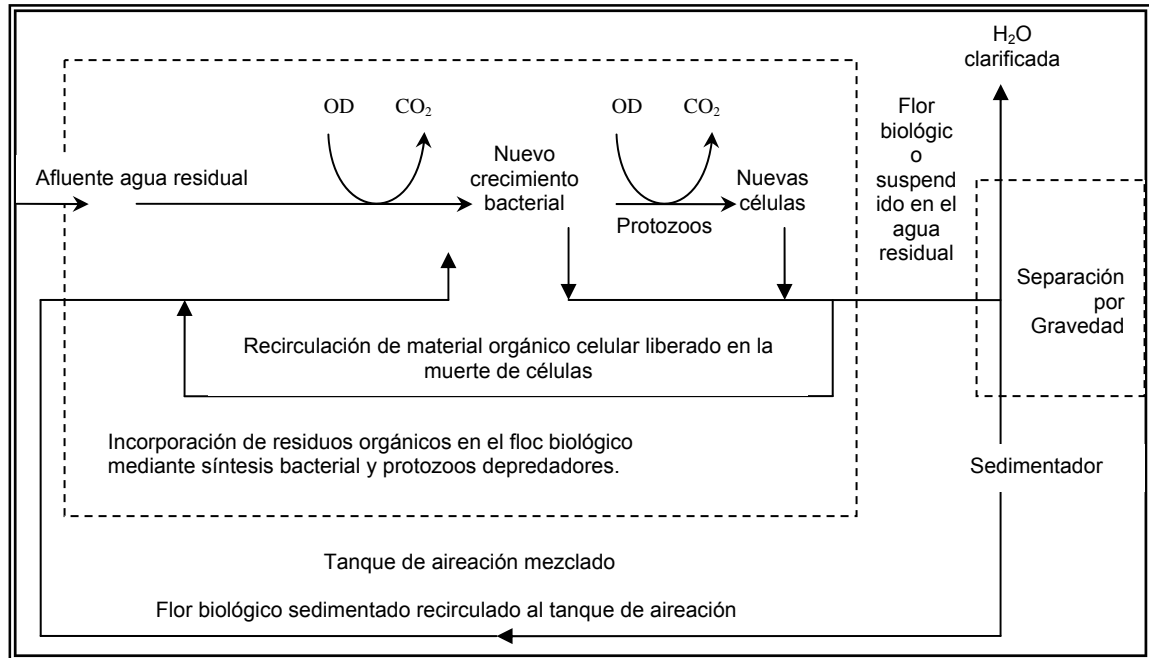 H₂O
clarificada
OD
CO₂
OD
CO₂
Flor
biológic
o
suspend
ido en el
agua
residual
Afluente agua residual
Nuevo
crecimiento
bacterial
Protozoos
Nuevas
células
Separación
por
Gravedad
Recirculación de material orgánico celular liberado en la
muerte de células
Incorporación de residuos orgánicos en el floc biológico
mediante síntesis bacterial y protozoos depredadores.
Sedimentador
Tanque de aireación mezclado
Flor biológico sedimentado recirculado al tanque de aireación